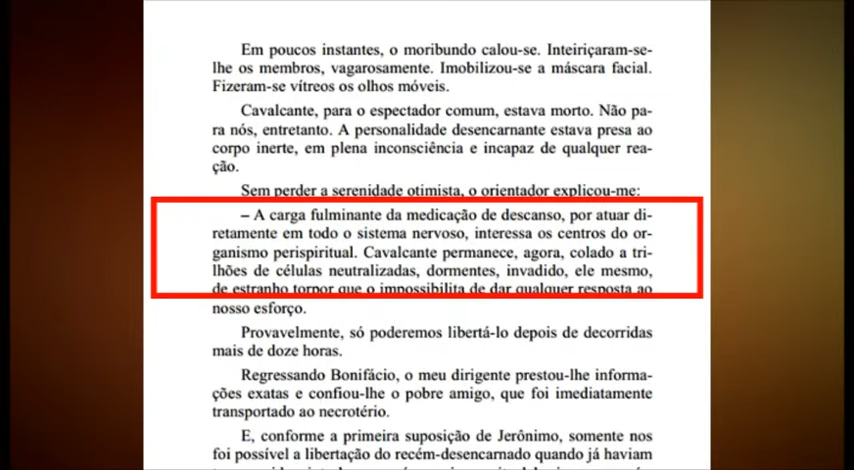 Em poucos instantes, o moribundo calou-se. Inteiriçaram-se-
lhe os membros, vagarosamente. Imobilizou-se a máscara facial.
Fizeram-se vítreos os olhos móveis.
Cavalcante, para o espectador comum, estava morto. Não pa-
ra nós, entretanto. A personalidade desencarnante estava presa ao
corpo inerte, em plena inconsciência e incapaz de qualquer rea-
ção.
Sem perder a serenidade otimista, o orientador explicou-me:
– A carga fulminante da medicação de descanso, por atuar di-
retamente em todo o sistema nervoso, interessa os centros do or-
ganismo perispiritual. Cavalcante permanece, agora, colado a tri-
lhões de células neutralizadas, dormentes, invadido, ele mesmo,
de estranho torpor que o impossibilita de dar qualquer resposta ao
nosso esforço.
Provavelmente, só poderemos libertá-lo depois de decorridas
mais de doze horas.
Regressando Bonifácio, o meu dirigente prestou-lhe informa-
ções exatas e confiou-lhe o pobre amigo, que foi imediatamente
transportado ao necrotério.
E, conforme a primeira suposição de Jerônimo, somente nos
foi possível a libertação do recém-desencarnado quando já haviam